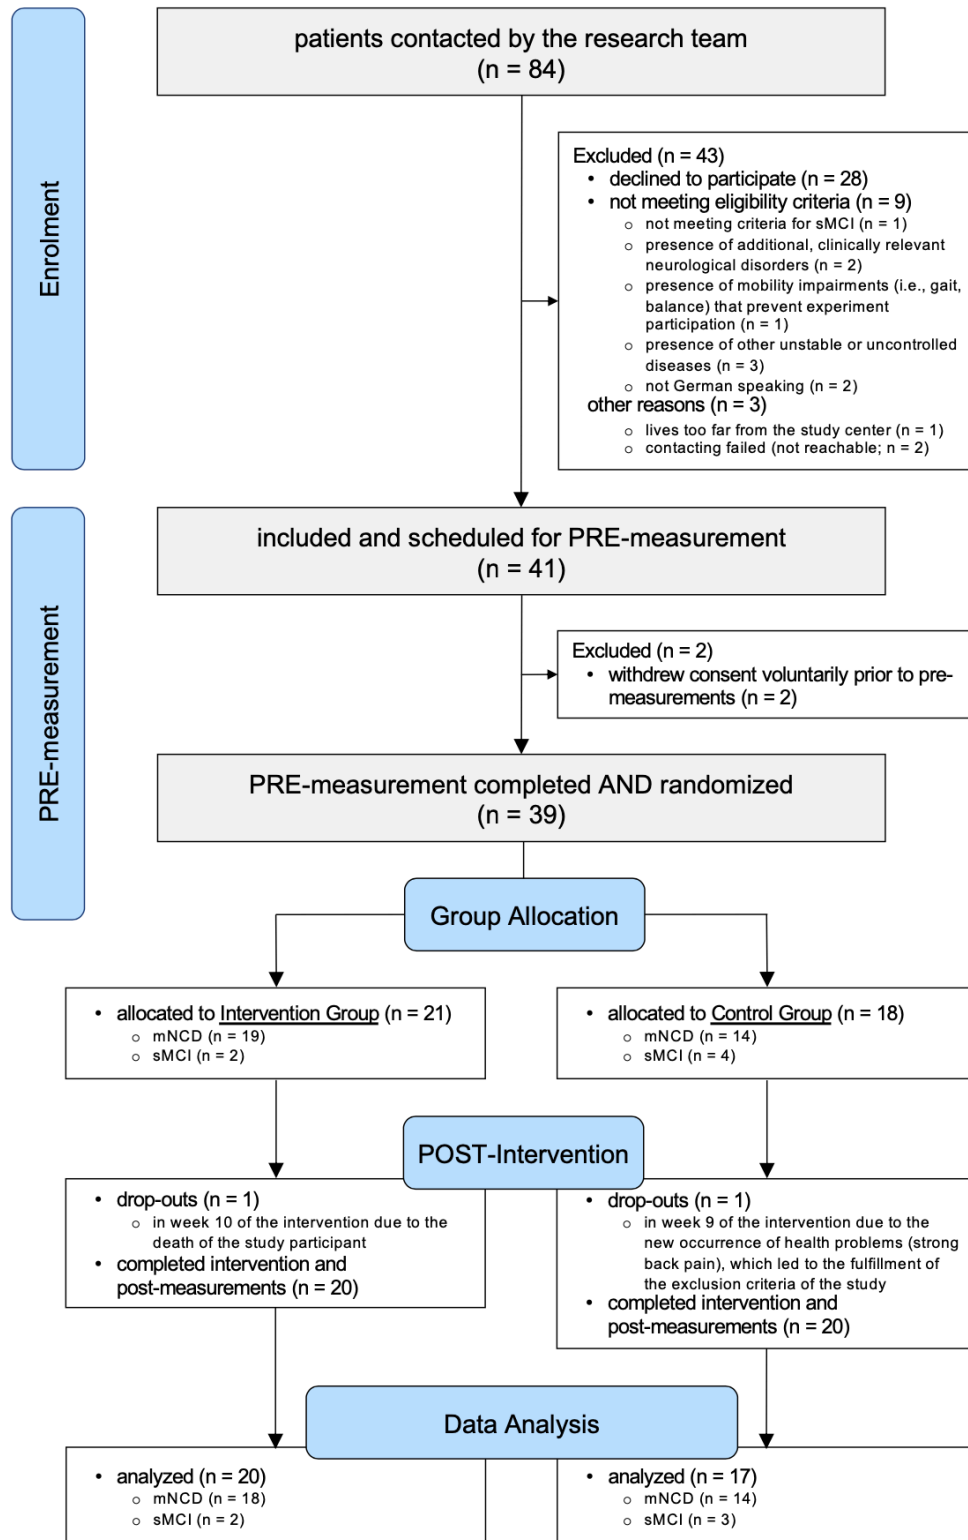 Enrolment
patients contacted by the research team
(n = 84)
Excluded (n = 43)
• declined to participate (n = 28)
• not meeting eligibility criteria (n = 9)
o not meeting criteria for sMCI (n = 1)
o presence of additional, clinically relevant
neurological disorders (n = 2)
o presence of mobility impairments (i.e., gait,
balance) that prevent experiment
participation (n = 1)
o presence of other unstable or uncontrolled
diseases (n = 3)
o not German speaking (n = 2)
other reasons (n = 3)
o lives too far from the study center (n = 1)
o contacting failed (not reachable; n = 2)
PRE-measurement
included and scheduled for PRE-measurement
(n = 41)
Excluded (n = 2)
• withdrew consent voluntarily prior to pre-
measurements (n = 2)
PRE-measurement completed AND randomized
(n = 39)
Group Allocation
• allocated to Intervention Group (n = 21)
o mNCD (n = 19)
o sMCI (n = 2)
• allocated to Control Group (n = 18)
o mNCD (n = 14)
o sMCI (n = 4)
POST-Intervention
• drop-outs (n = 1)
o in week 10 of the intervention due to the
death of the study participant
• completed intervention and
post-measurements (n = 20)
• drop-outs (n = 1)
o in week 9 of the intervention due to the
new occurrence of health problems (strong
back pain), which led to the fulfillment of
the exclusion criteria of the study
• completed intervention and
post-measurements (n = 20)
Data Analysis
• analyzed (n = 20)
o mNCD (n = 18)
o sMCI (n = 2)
• analyzed (n = 17)
o mNCD (n = 14)
o sMCI (n = 3)